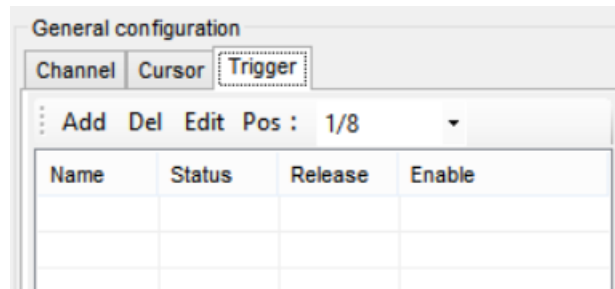 General configuration
Channel Cursor Trigger
Add Del Edit Pos : 1/8
Name Status Release Enable